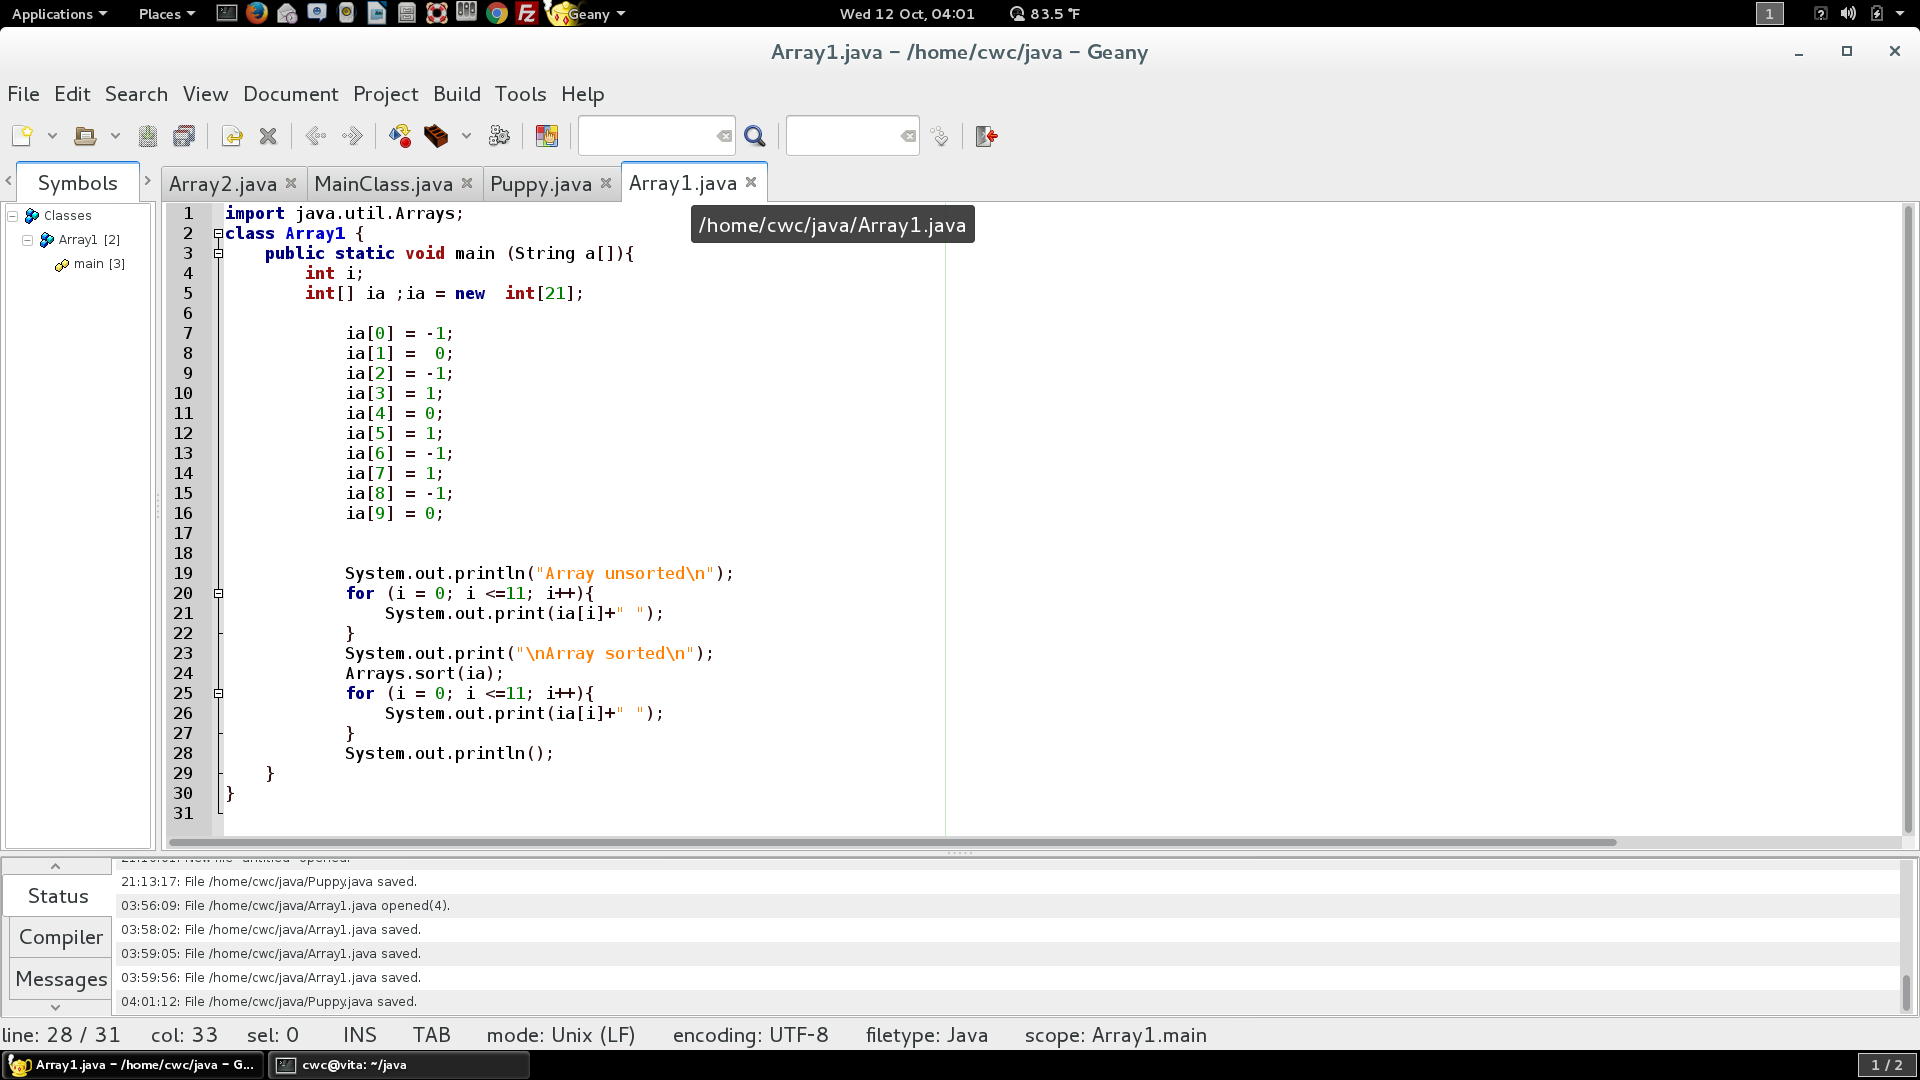 Applications Places Geany Wed 12 Oct, 04:01 83.5 °F 1
Array1.java – /home/cwc/java – Geany
File Edit Search View Document Project Build Tools Help
Symbols Array2.java MainClass.java Puppy.java Array1.java
/home/cwc/java/Array1.java
Classes
Array1 [2]
main [3]
1 import java.util.Arrays;
2 class Array1 {
3 public static void main (String a[]){
4 int i;
5 int[] ia ;ia = new  int[21];
6
7 ia[0] = -1;
8 ia[1] =  0;
9 ia[2] = -1;
10 ia[3] = 1;
11 ia[4] = 0;
12 ia[5] = 1;
13 ia[6] = -1;
14 ia[7] = 1;
15 ia[8] = -1;
16 ia[9] = 0;
17
18
19 System.out.println("Array unsorted\n");
20 for (i = 0; i <=11; i++){
21 System.out.print(ia[i]+" ");
22 }
23 System.out.print("\nArray sorted\n");
24 Arrays.sort(ia);
25 for (i = 0; i <=11; i++){
26 System.out.print(ia[i]+" ");
27 }
28 System.out.println();
29 }
30 }
31
Status
Compiler
Messages
21:13:17: File /home/cwc/java/Puppy.java saved.
03:56:09: File /home/cwc/java/Array1.java opened(4).
03:58:02: File /home/cwc/java/Array1.java saved.
03:59:05: File /home/cwc/java/Array1.java saved.
03:59:56: File /home/cwc/java/Array1.java saved.
04:01:12: File /home/cwc/java/Puppy.java saved.
line: 28 / 31 col: 33 sel: 0 INS TAB mode: Unix (LF) encoding: UTF-8 filetype: Java scope: Array1.main
Array1.java – /home/cwc/java – G... cwc@vita: ~/java 1 / 2